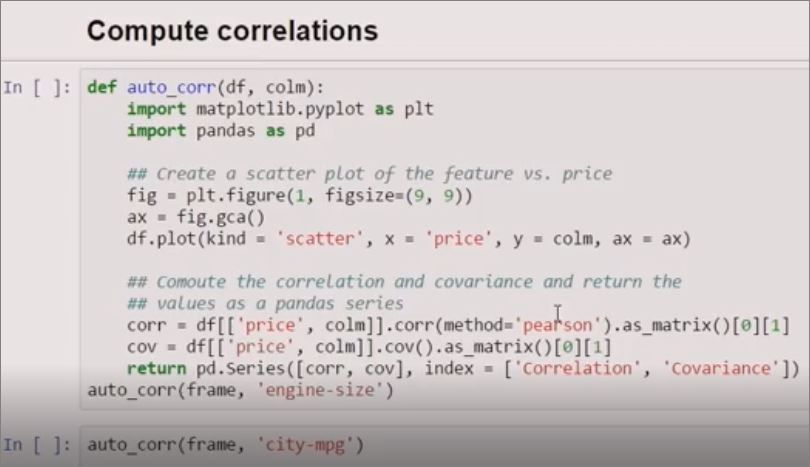 Compute correlations
In [ ]: def auto_corr(df, colm):
    import matplotlib.pyplot as plt
    import pandas as pd
    ## Create a scatter plot of the feature vs. price
    fig = plt.figure(1, figsize=(9, 9))
    ax = fig.gca()
    df.plot(kind = 'scatter', x = 'price', y = colm, ax = ax)
    ## Comoute the correlation and covariance and return the
    ## values as a pandas series
    corr = df[['price', colm]].corr(method='pearson').as_matrix()[0][1]
    cov = df[['price', colm]].cov().as_matrix()[0][1]
    return pd.Series([corr, cov], index = ['Correlation', 'Covariance'])
auto_corr(frame, 'engine-size')
In [ ]: auto_corr(frame, 'city-mpg')